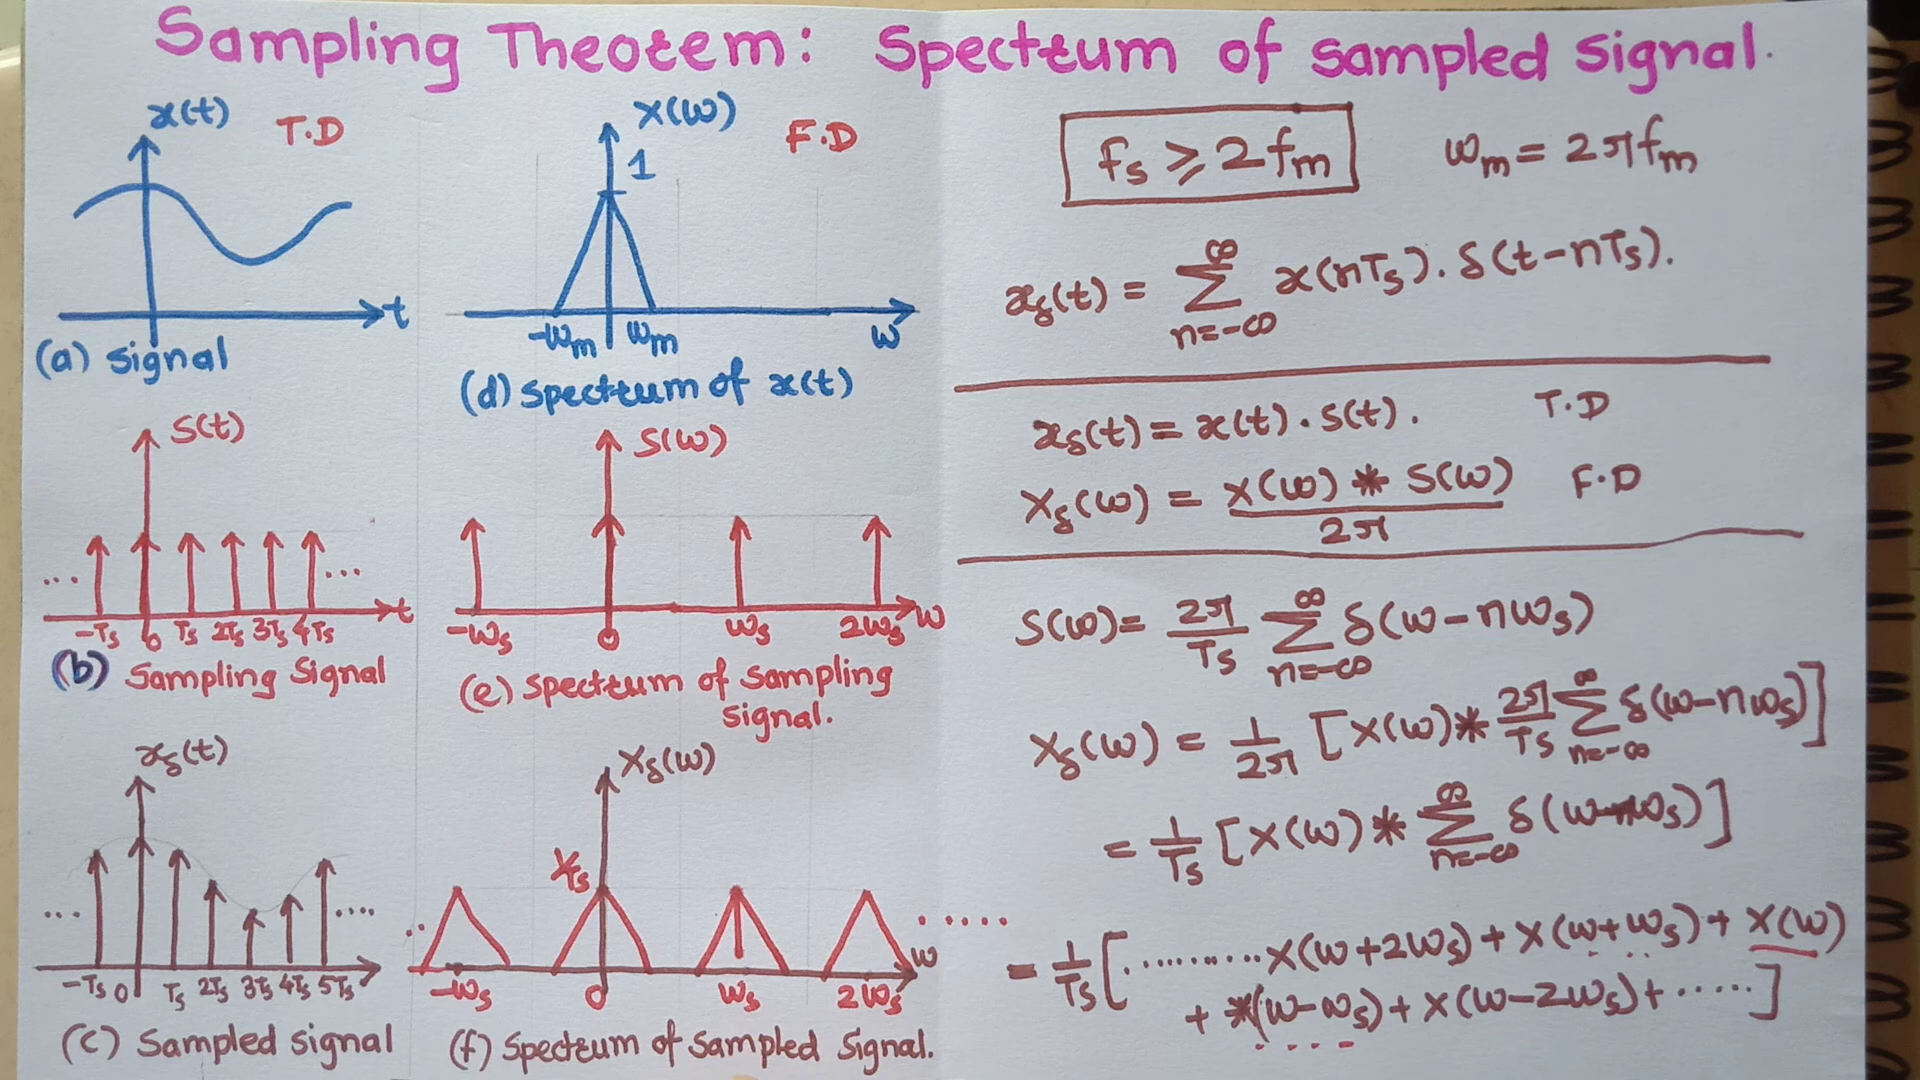 Sampling Theorem: Spectrum of Sampled Signal.
x(t) T.D
t
(a) Signal
X(ω) F.D
1
-ωm ωm ω
(d) Spectrum of x(t)
S(t)
... ...
-Ts 0 Ts 2Ts 3Ts 4Ts t
(b) Sampling Signal
S(ω)
-ωs 0 ωs 2ωs ω
(e) Spectrum of Sampling
Signal.
xδ(t)
... ....
-Ts 0 Ts 2Ts 3Ts 4Ts 5Ts
(c) Sampled Signal
Xδ(ω)
1/Ts
.. ......
-ωs 0 ωs 2ωs ω
(f) Spectrum of Sampled Signal.
fs ⩾ 2fm ωm = 2πfm
xδ(t) = ∑ n=-∞ ∞ x(nTs). δ(t-nTs).
xδ(t) = x(t) . S(t). T.D
Xδ(ω) = X(ω) * S(ω) / 2π F.D
S(ω)= 2π/Ts ∑ n=-∞ ∞ δ(ω-nωs)
Xδ(ω) = 1/2π [X(ω)* 2π/Ts ∑ n=-∞ ∞ δ(ω-nωs)]
= 1/Ts [X(ω) * ∑ n=-∞ ∞ δ(ω-nωs)]
= 1/Ts [..........X(ω+2ωs) + X(ω+ωs) + X(ω)
+ X(ω-ωs) + X(ω-2ωs) + .....]